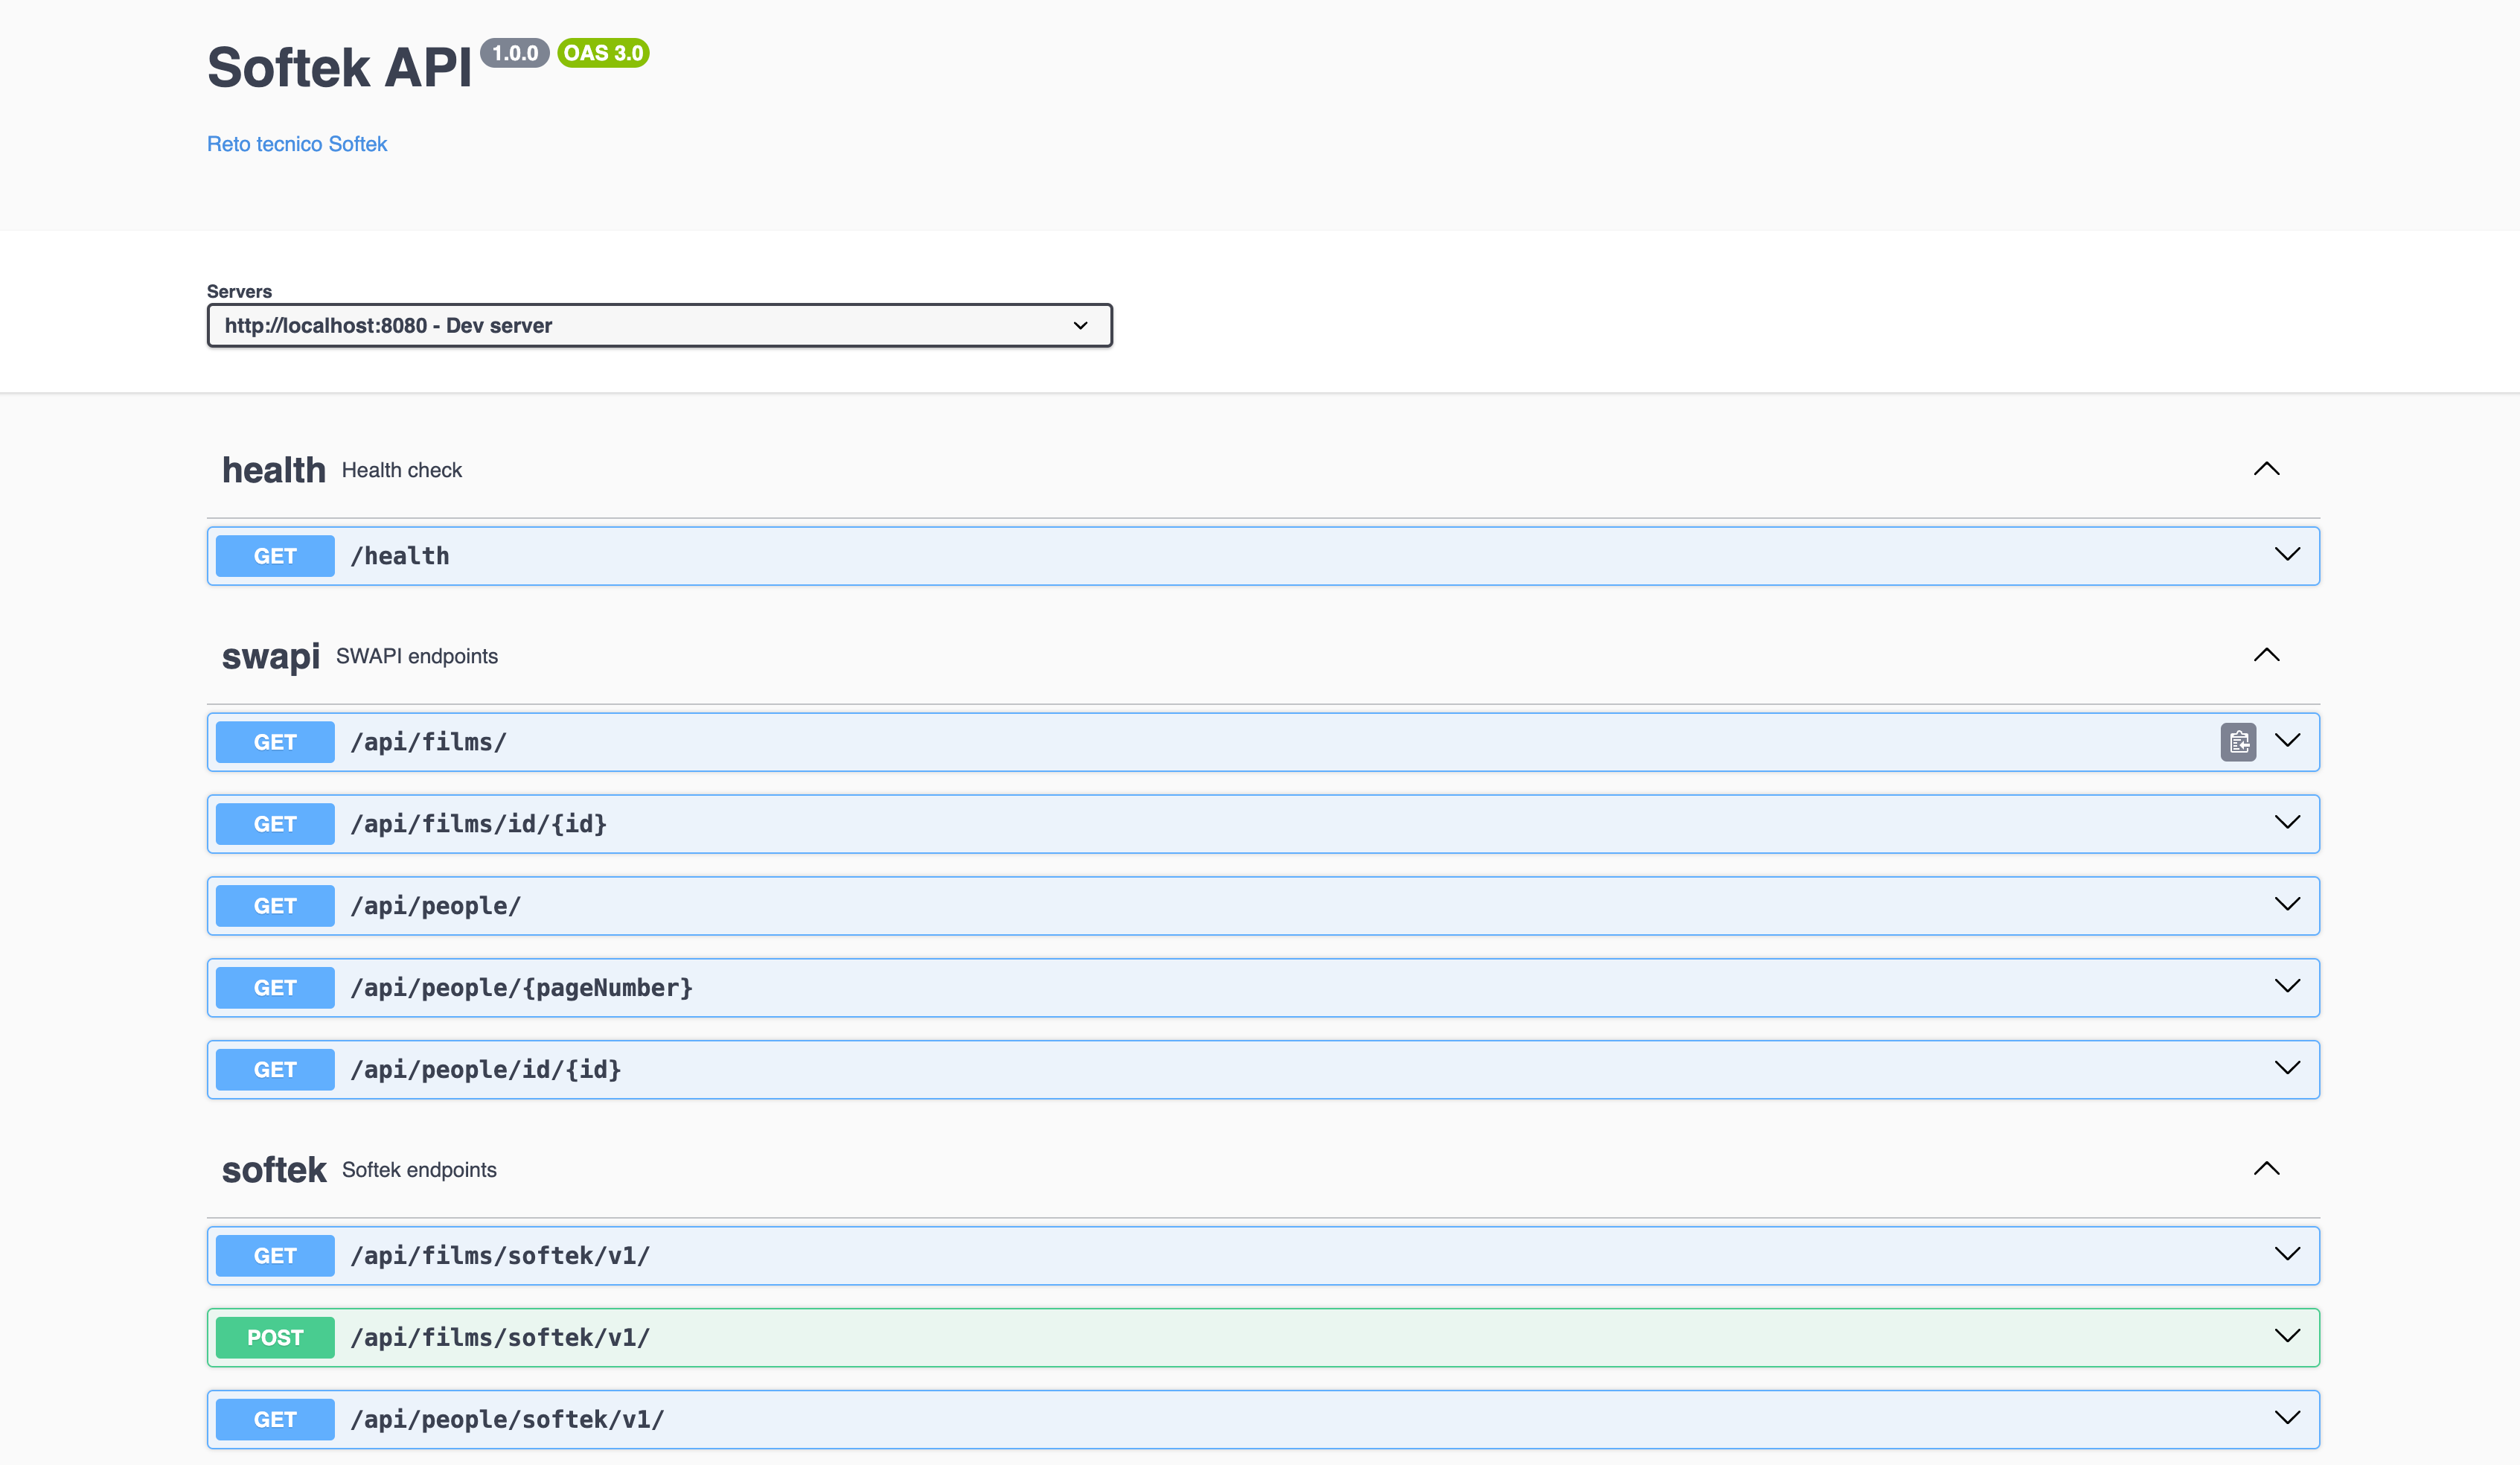 Softek API 1.0.0 OAS 3.0
Reto tecnico Softek
Servers
http://localhost:8080 - Dev server
health Health check
GET /health
swapi SWAPI endpoints
GET /api/films/
GET /api/films/id/{id}
GET /api/people/
GET /api/people/{pageNumber}
GET /api/people/id/{id}
softek Softek endpoints
GET /api/films/softek/v1/
POST /api/films/softek/v1/
GET /api/people/softek/v1/